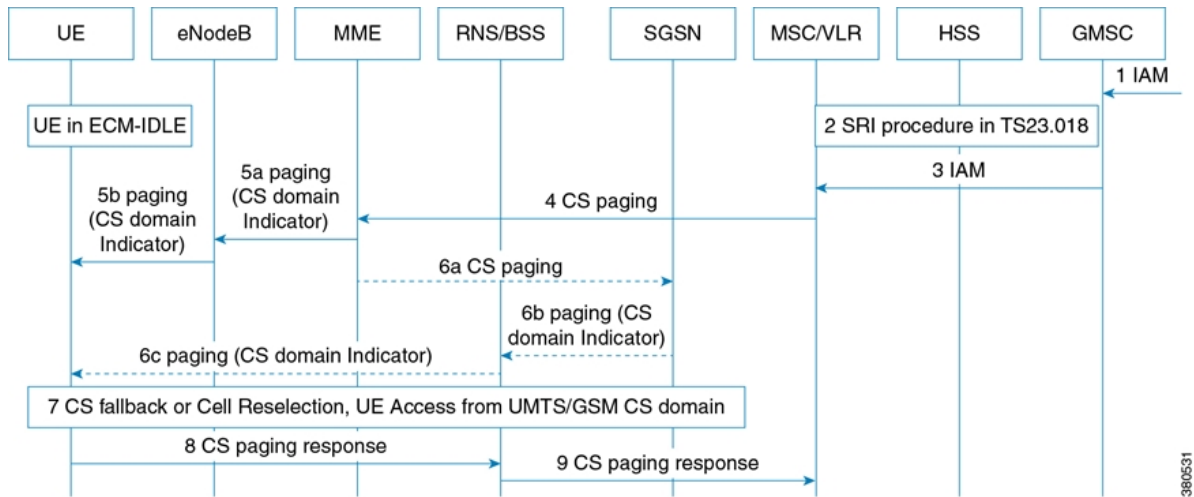 UE
eNodeB
MME
RNS/BSS
SGSN
MSC/VLR
HSS
GMSC
1 IAM
UE in ECM-IDLE
2 SRI procedure in TS23.018
3 IAM
4 CS paging
5a paging
(CS domain
Indicator)
5b paging
(CS domain
Indicator)
6a CS paging
6b paging (CS
domain Indicator)
6c paging (CS domain Indicator)
7 CS fallback or Cell Reselection, UE Access from UMTS/GSM CS domain
8 CS paging response
9 CS paging response
380531